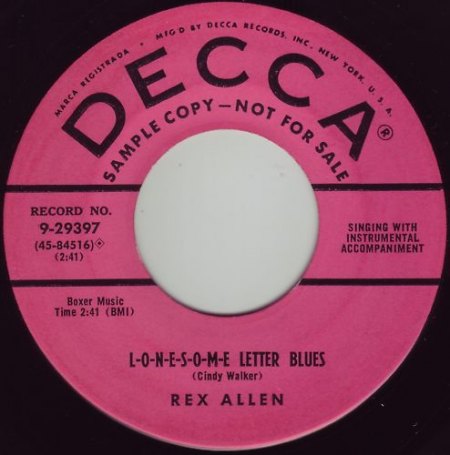 MARCA REGISTRADA • MFG'D BY DECCA RECORDS, INC., NEW YORK, U. S. A.
DECCA®
SAMPLE COPY — NOT FOR SALE
RECORD NO.
9-29397
(45-84516)
(2:41)
SINGING WITH
INSTRUMENTAL
ACCOMPANIMENT
Boxer Music
Time 2:41 (BMI)
L-O-N-E-S-O-M-E LETTER BLUES
(Cindy Walker)
REX ALLEN